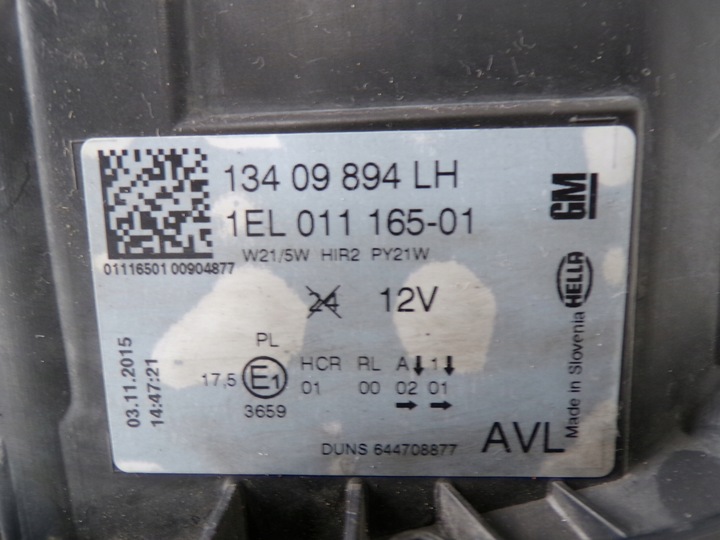 13 409 894 LH
1EL 011 165-01
W21/5W HIR2 PY21W
01116501 00904877
24 12V
GM
HELLA
Made in Slovenia
03.11.2015
14:47:21
PL
17,5 E1 HCR RL A 1
01 00 02 01
3659
DUNS 644708877
AVL